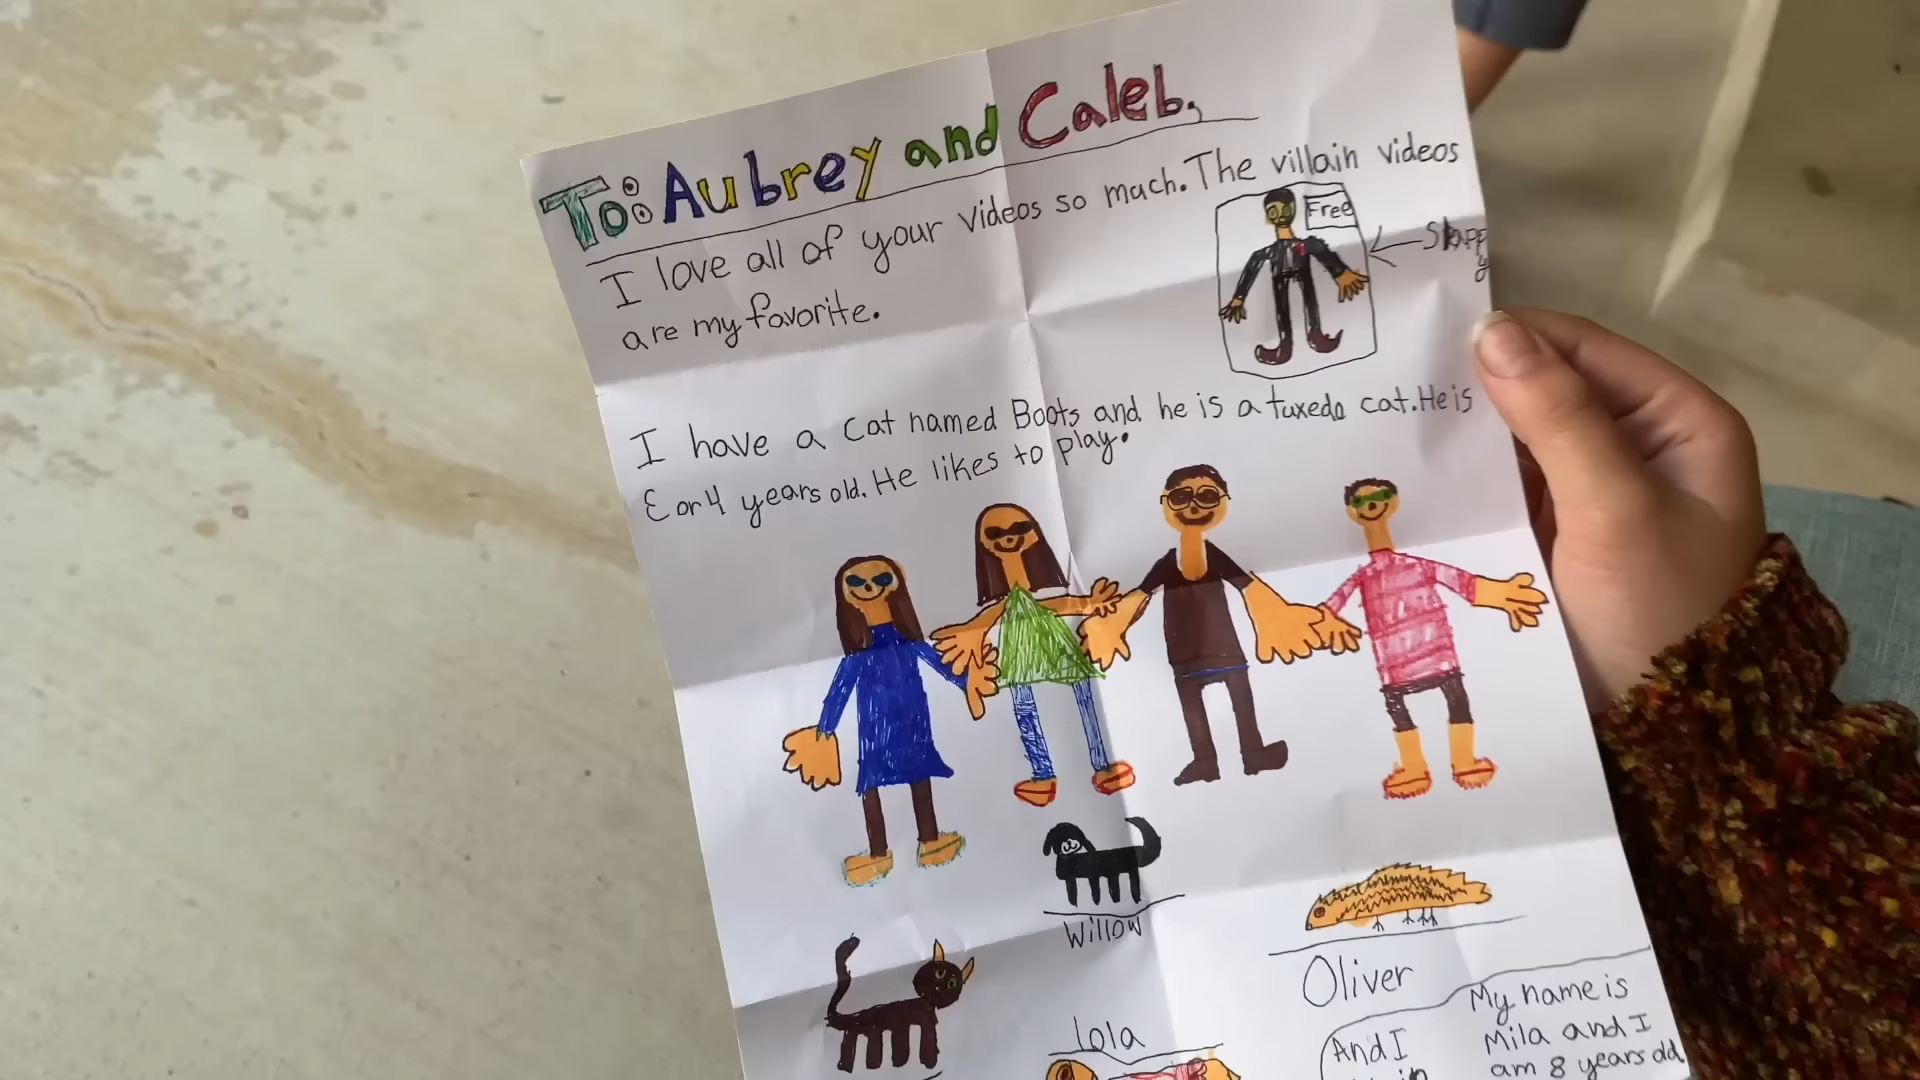 To: Aubrey and Caleb.
I love all of your videos so much. The villain videos
are my favorite.
Free
Slappy
I have a cat named Boots and he is a tuxedo cat. He is
3 or 4 years old. He likes to play.
Willow
Oliver
lola
My name is
Mila and I
am 8 years old
And I
in